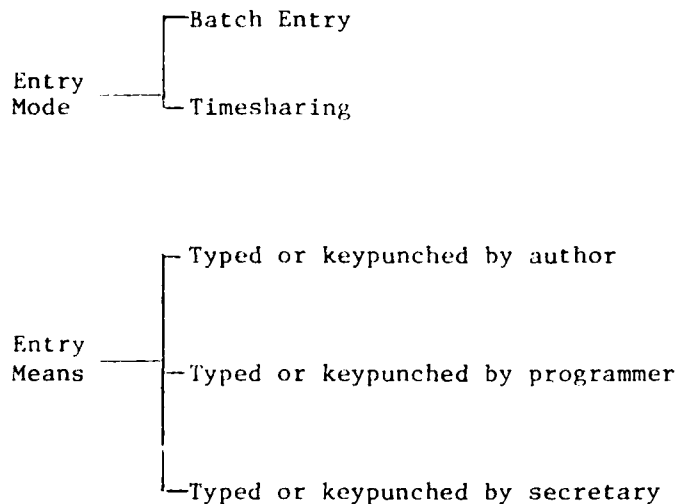 Batch Entry
Entry
Mode
Timesharing
Typed or keypunched by author
Entry
Means
Typed or keypunched by programmer
Typed or keypunched by secretary